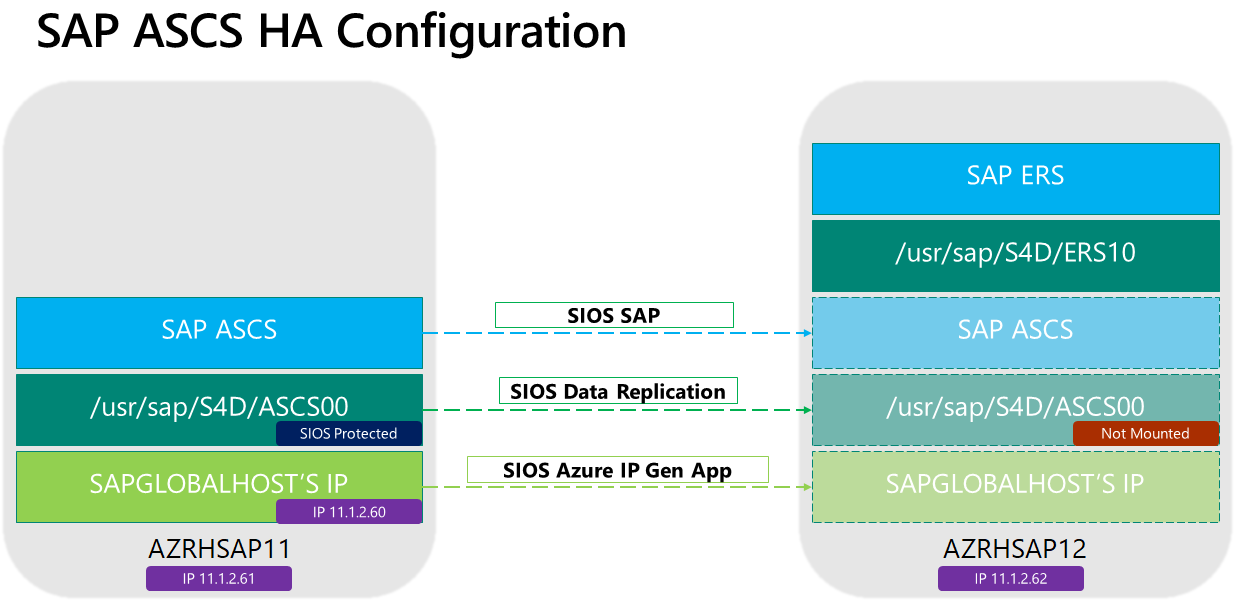 SAP ASCS HA Configuration
SAP ERS
/usr/sap/S4D/ERS10
SAP ASCS
SIOS SAP
SAP ASCS
/usr/sap/S4D/ASCS00
SIOS Protected
SIOS Data Replication
/usr/sap/S4D/ASCS00
Not Mounted
SAPGLOBALHOST’S IP
IP 11.1.2.60
SIOS Azure IP Gen App
SAPGLOBALHOST’S IP
AZRHSAP11
IP 11.1.2.61
AZRHSAP12
IP 11.1.2.62